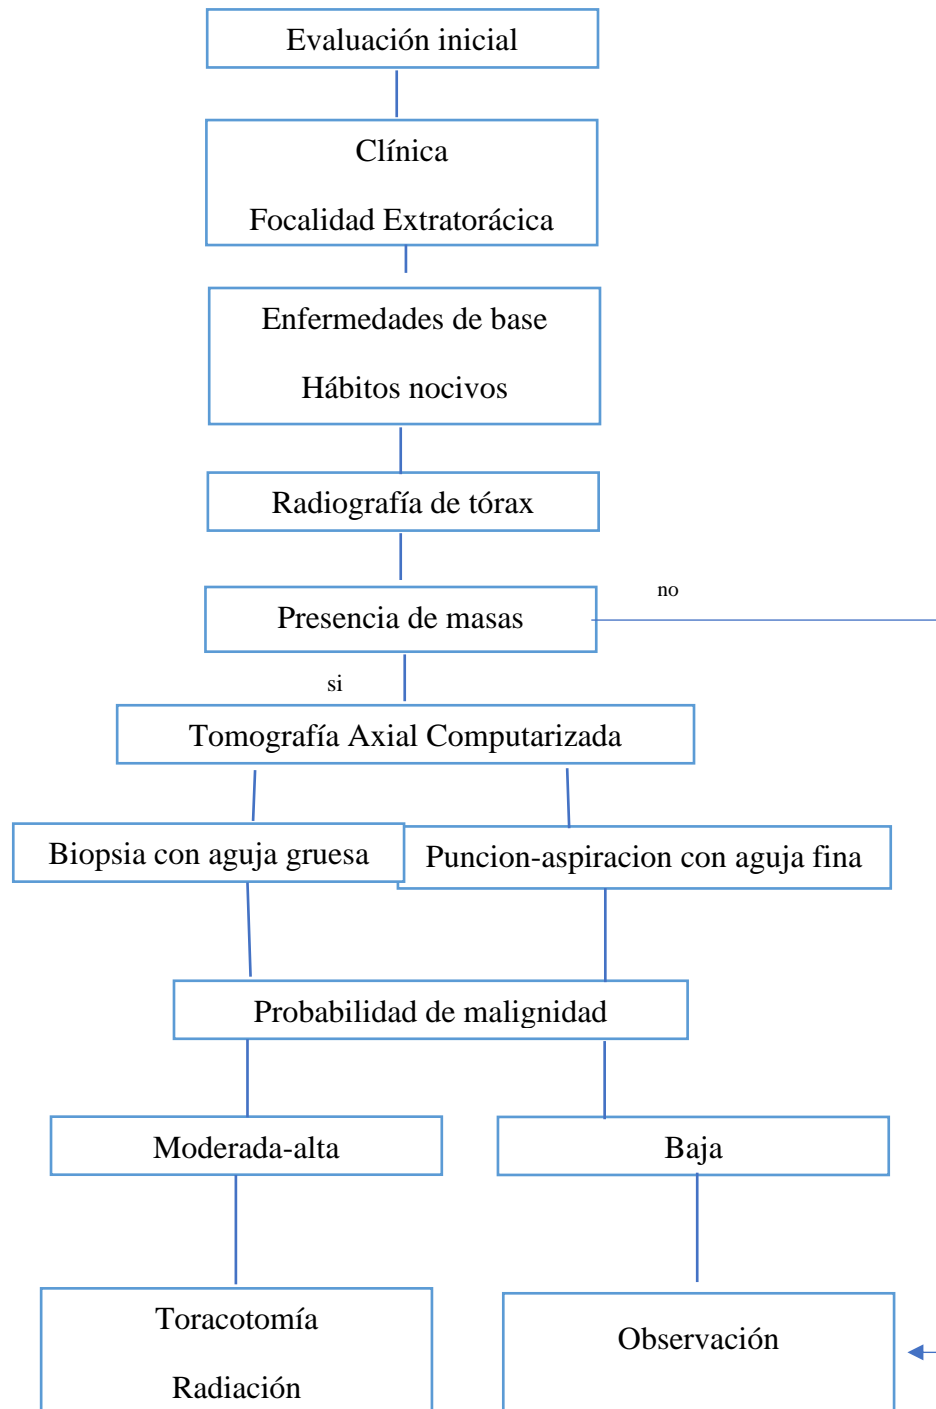 Evaluación inicial
Clínica
Focalidad Extratorácica
Enfermedades de base
Hábitos nocivos
Radiografía de tórax
no
Presencia de masas
si
Tomografía Axial Computarizada
Biopsia con aguja gruesa
Puncion-aspiracion con aguja fina
Probabilidad de malignidad
Moderada-alta
Baja
Toracotomía
Observación
Radiación